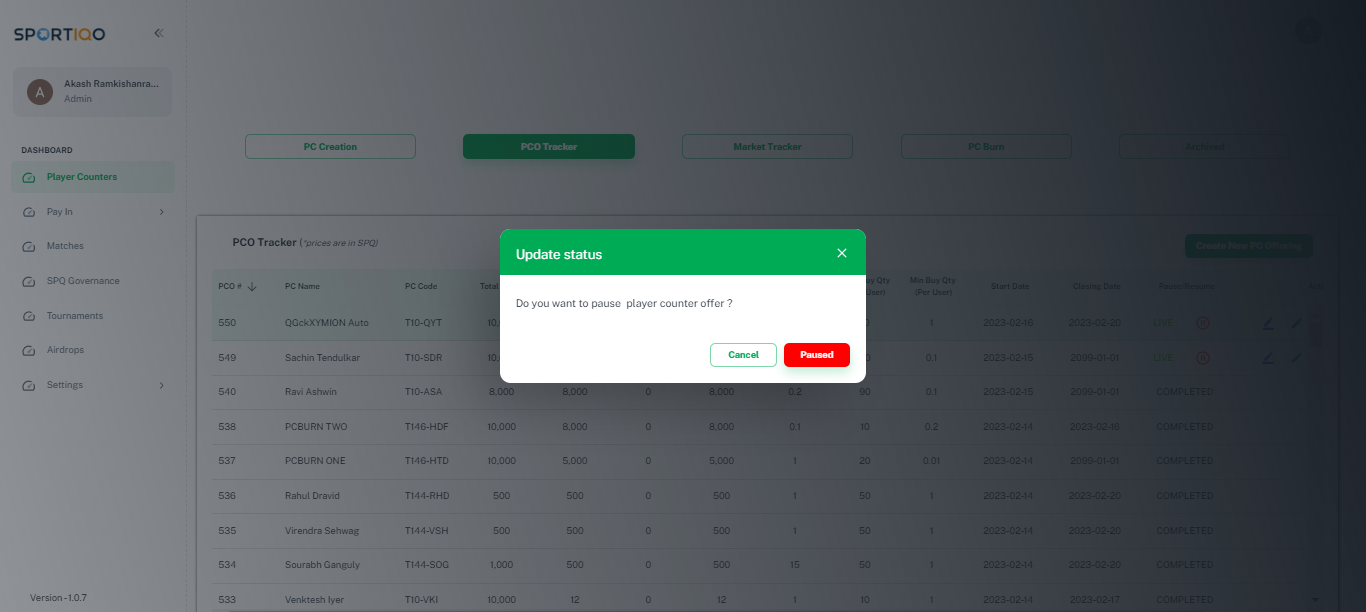 SPORTIQO
Akash Ramkishanra...
A
Admin
DASHBOARD
Player Counters
Pay In
Matches
SPQ Governance
Tournaments
Airdrops
Settings
Version -1.0.7
PC Creation
PCO Tracker
Market Tracker
PC Burn
Archived
PCO Tracker (*prices are in SPQ)
Create New PC Offering
PCO # PC Name PC Code Total Min Buy Qty (Per User) Start Date Closing Date Pause/Resume
550 QGckXYMION Auto T10-QYT 1 2023-02-16 2023-02-20 LIVE
549 Sachin Tendulkar T10-SDR 0.1 2023-02-15 2099-01-01 LIVE
540 Ravi Ashwin T10-ASA 8,000 8,000 0 8,000 0.2 90 0.1 2023-02-15 2099-01-01 COMPLETED
538 PCBURN TWO T146-HDF 10,000 8,000 0 8,000 0.1 10 0.2 2023-02-14 2023-02-16 COMPLETED
537 PCBURN ONE T146-HTD 10,000 5,000 0 5,000 1 20 0.01 2023-02-14 2099-01-01 COMPLETED
536 Rahul Dravid T144-RHD 500 500 0 500 1 50 1 2023-02-14 2023-02-20 COMPLETED
535 Virendra Sehwag T144-VSH 500 500 0 500 1 50 1 2023-02-14 2023-02-20 COMPLETED
534 Sourabh Ganguly T144-SOG 1,000 500 0 500 15 50 1 2023-02-14 2023-02-20 COMPLETED
533 Venktesh Iyer T10-VKI 10,000 12 0 12 1 10 1 2023-02-14 2023-02-17 COMPLETED
Update status
Do you want to pause player counter offer ?
Cancel
Paused